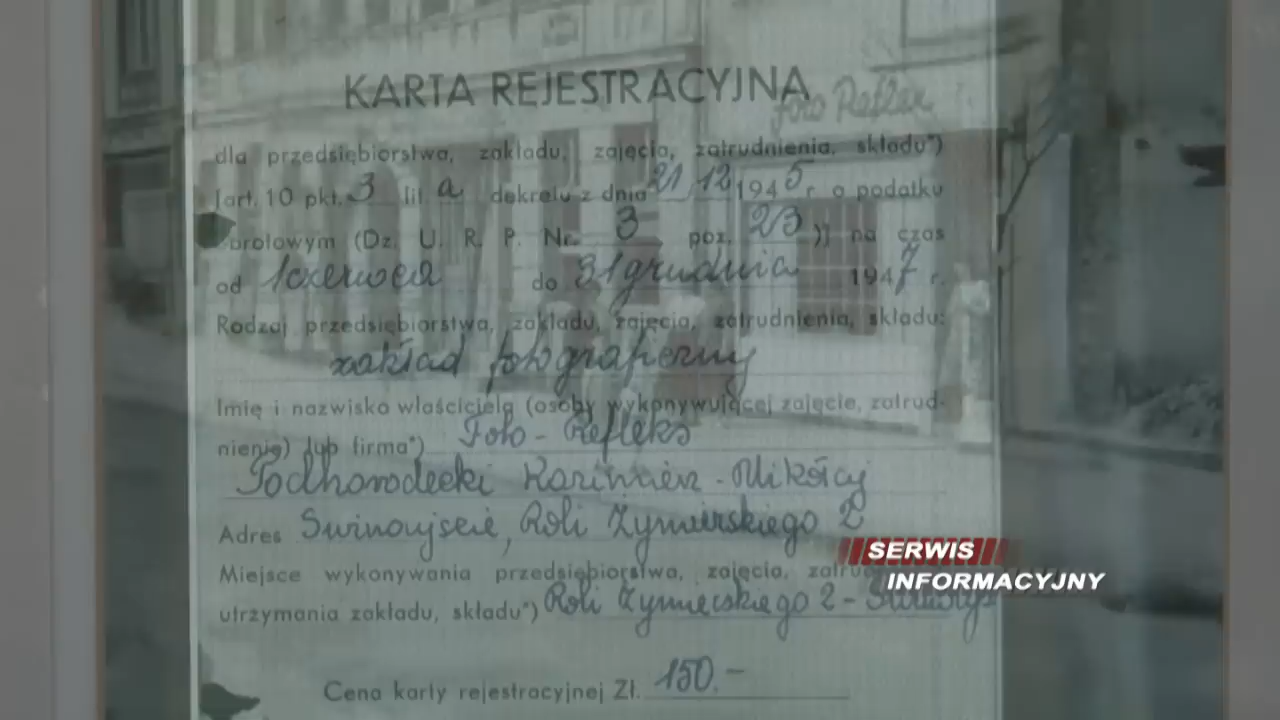 KARTA REJESTRACYJNA
Foto Reflex
dla przedsiębiorstwa, zakładu, zajęcia, zatrudnienia, składu*)
[art. 10 pkt. 3 lit. a dekretu z dnia 21 12 1945 r. o podatku
obrotowym (Dz. U. R. P. Nr. 3 poz. 23)] na czas
od 1 czerwca do 31 grudnia 1947 r.
Rodzaj przedsiębiorstwa, zakładu, zajęcia, zatrudnienia, składu:
zakład fotograficzny
Imię i nazwisko właściciela (osoby wykonywującej zajęcie, zatrud-
nienie) lub firma*) Foto - Refleks
Podhorodecki Kazimierz - Mikołaj
Adres Świnoujście, Roli Żymierskiego 2
Miejsce wykonywania przedsiębiorstwa, zajęcia,
utrzymania zakładu, składu*) Roli Żymierskiego 2 -
Cena karty rejestracyjnej Zł. 150.-
SERWIS
INFORMACYJNY